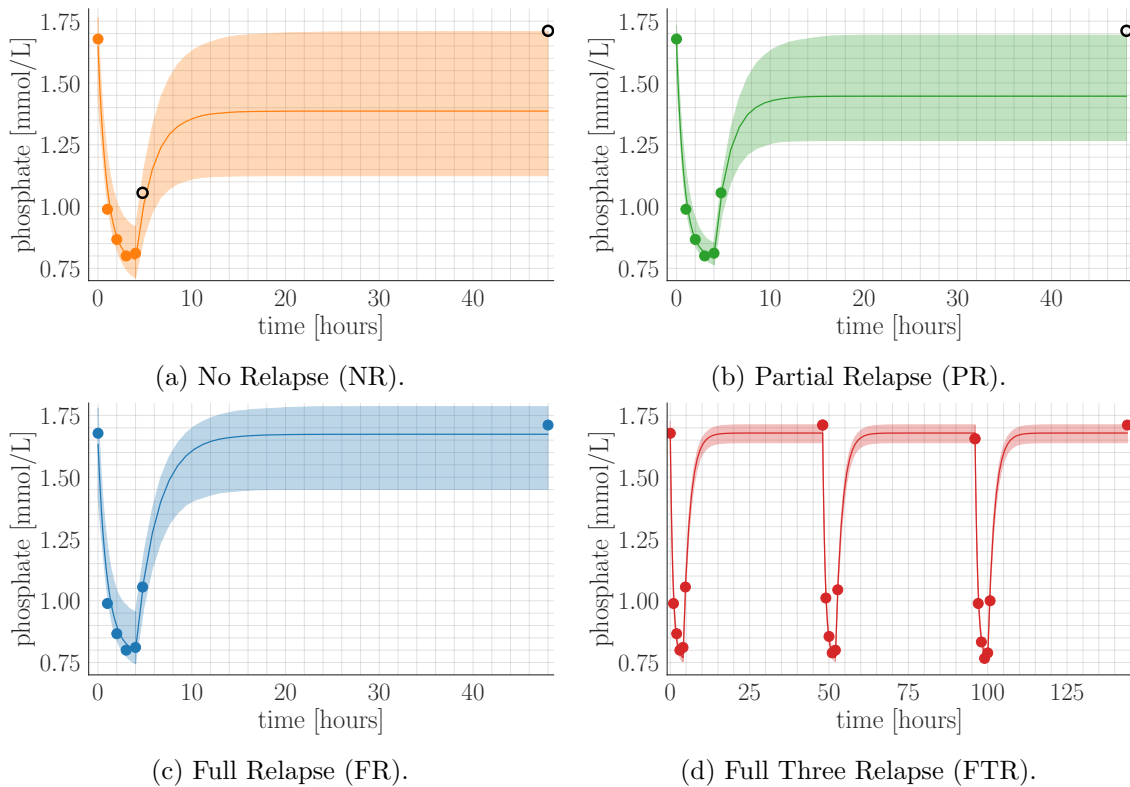 1.75
1.50
1.25
1.00
0.75
phosphate [mmol/L]
0 10 20 30 40
time [hours]
(a) No Relapse (NR).
1.75
1.50
1.25
1.00
0.75
phosphate [mmol/L]
0 10 20 30 40
time [hours]
(b) Partial Relapse (PR).
1.75
1.50
1.25
1.00
0.75
phosphate [mmol/L]
0 10 20 30 40
time [hours]
(c) Full Relapse (FR).
1.75
1.50
1.25
1.00
0.75
phosphate [mmol/L]
0 25 50 75 100 125
time [hours]
(d) Full Three Relapse (FTR).